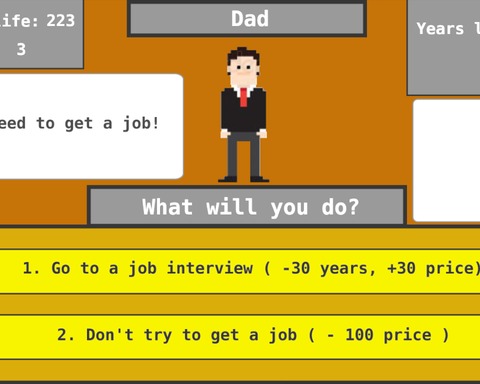 Dad
ife: 223
3
Years l
eed to get a job!
What will you do?
1. Go to a job interview ( -30 years, +30 price)
2. Don't try to get a job ( - 100 price )